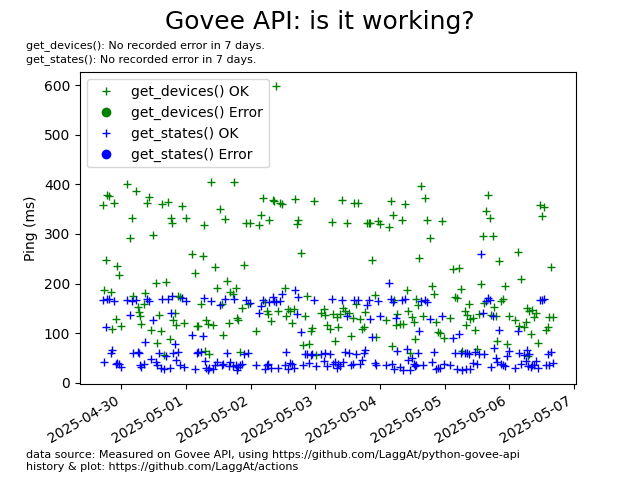 Govee API: is it working?
get_devices(): No recorded error in 7 days.
get_states(): No recorded error in 7 days.
get_devices() OK
get_devices() Error
get_states() OK
get_states() Error
Ping (ms)
600
500
400
300
200
100
0
2025-04-30
2025-05-01
2025-05-02
2025-05-03
2025-05-04
2025-05-05
2025-05-06
2025-05-07
data source: Measured on Govee API, using https://github.com/LaggAt/python-govee-api
history & plot: https://github.com/LaggAt/actions